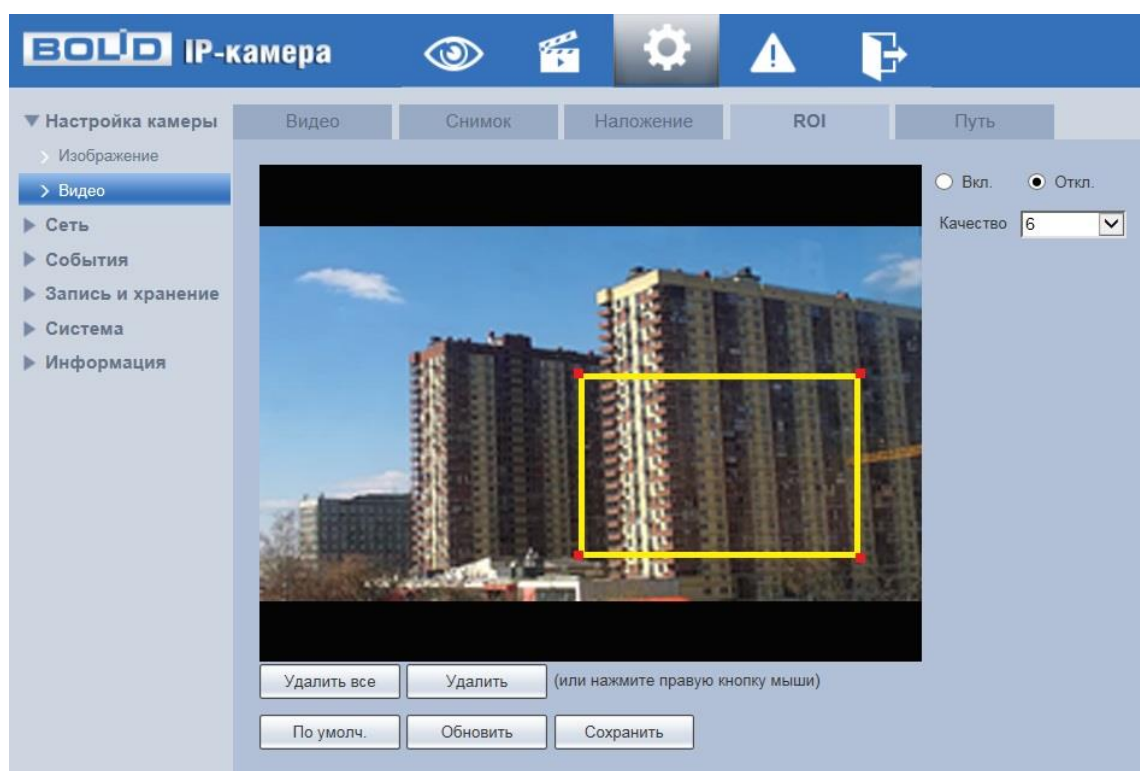 BOLID IP-камера
Настройка камеры
Изображение
Видео
Сеть
События
Запись и хранение
Система
Информация
Видео Снимок Наложение ROI Путь
Вкл. Откл.
Качество 6
Удалить все Удалить (или нажмите правую кнопку мыши)
По умолч. Обновить Сохранить